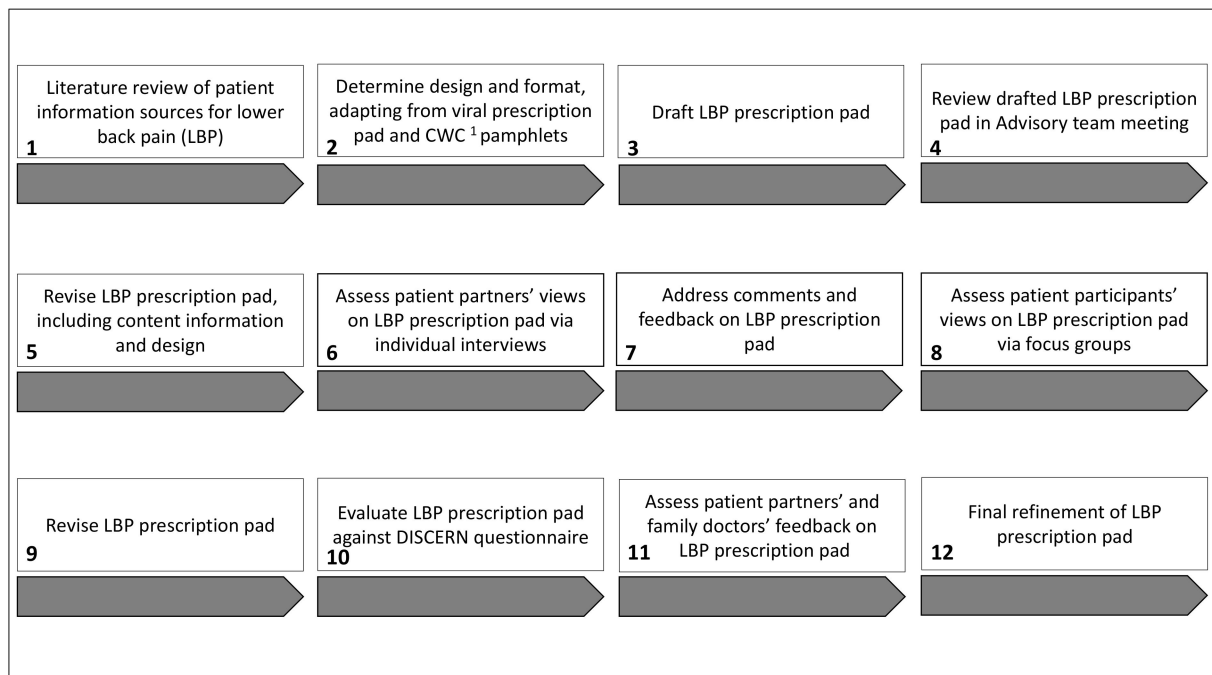 Literature review of patient
information sources for lower
back pain (LBP)
1
Determine design and format,
adapting from viral prescription
pad and CWC 1 pamphlets
2
Draft LBP prescription pad
3
Review drafted LBP prescription
pad in Advisory team meeting
4
Revise LBP prescription pad,
including content information
and design
5
Assess patient partners’ views
on LBP prescription pad via
individual interviews
6
Address comments and
feedback on LBP prescription
pad
7
Assess patient participants’
views on LBP prescription pad
via focus groups
8
Revise LBP prescription pad
9
Evaluate LBP prescription pad
against DISCERN questionnaire
10
Assess patient partners’ and
family doctors’ feedback on
LBP prescription pad
11
Final refinement of LBP
prescription pad
12